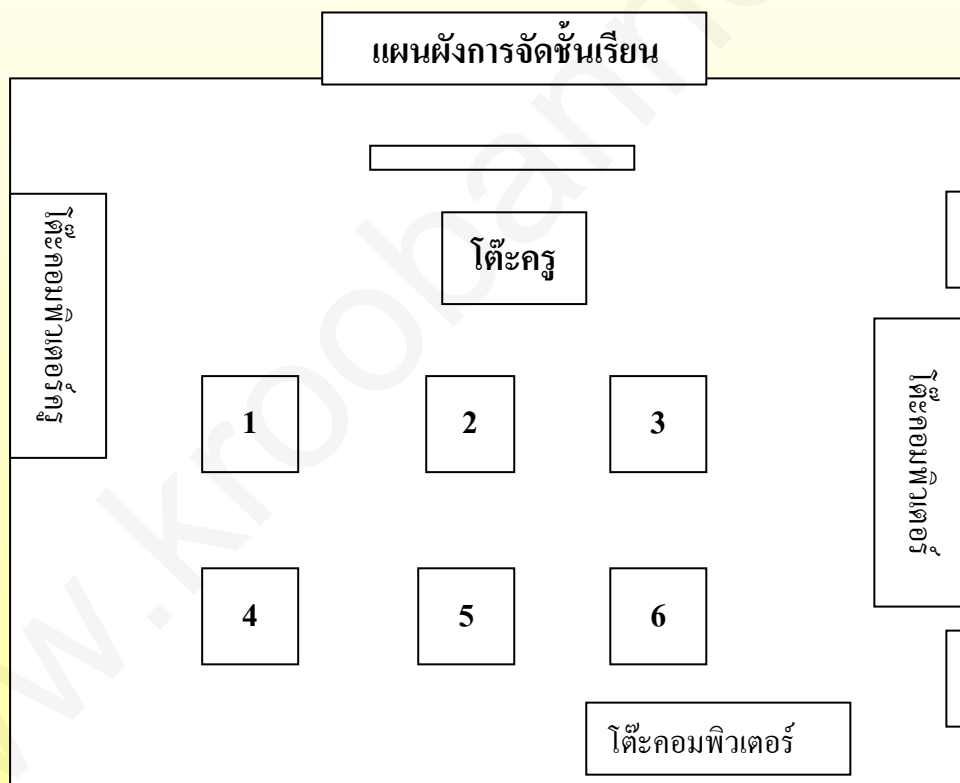 แผนผังการจัดชั้นเรียน
โต๊ะครู
โต๊ะคอมพิวเตอร์ครู
1 2 3
โต๊ะคอมพิวเตอร์
4 5 6
โต๊ะคอมพิวเตอร์